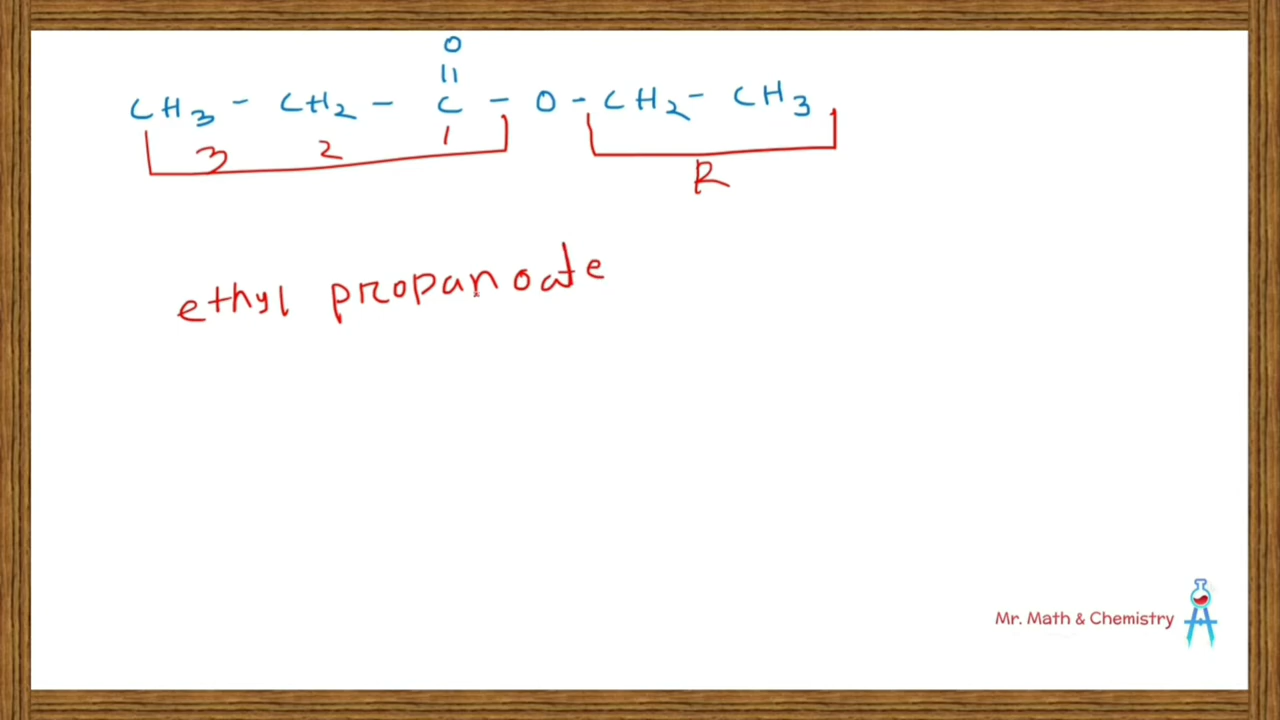 O
||
CH3 - CH2 - C - O - CH2 - CH3
3 2 1
R
ethyl propanoate
Mr. Math & Chemistry